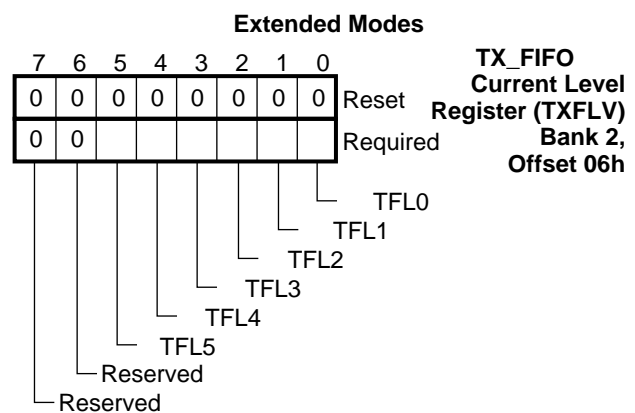 Extended Modes
7 6 5 4 3 2 1 0
0 0 0 0 0 0 0 0 Reset
0 0 Required
TX_FIFO
Current Level
Register (TXFLV)
Bank 2,
Offset 06h
TFL0
TFL1
TFL2
TFL3
TFL4
TFL5
Reserved
Reserved